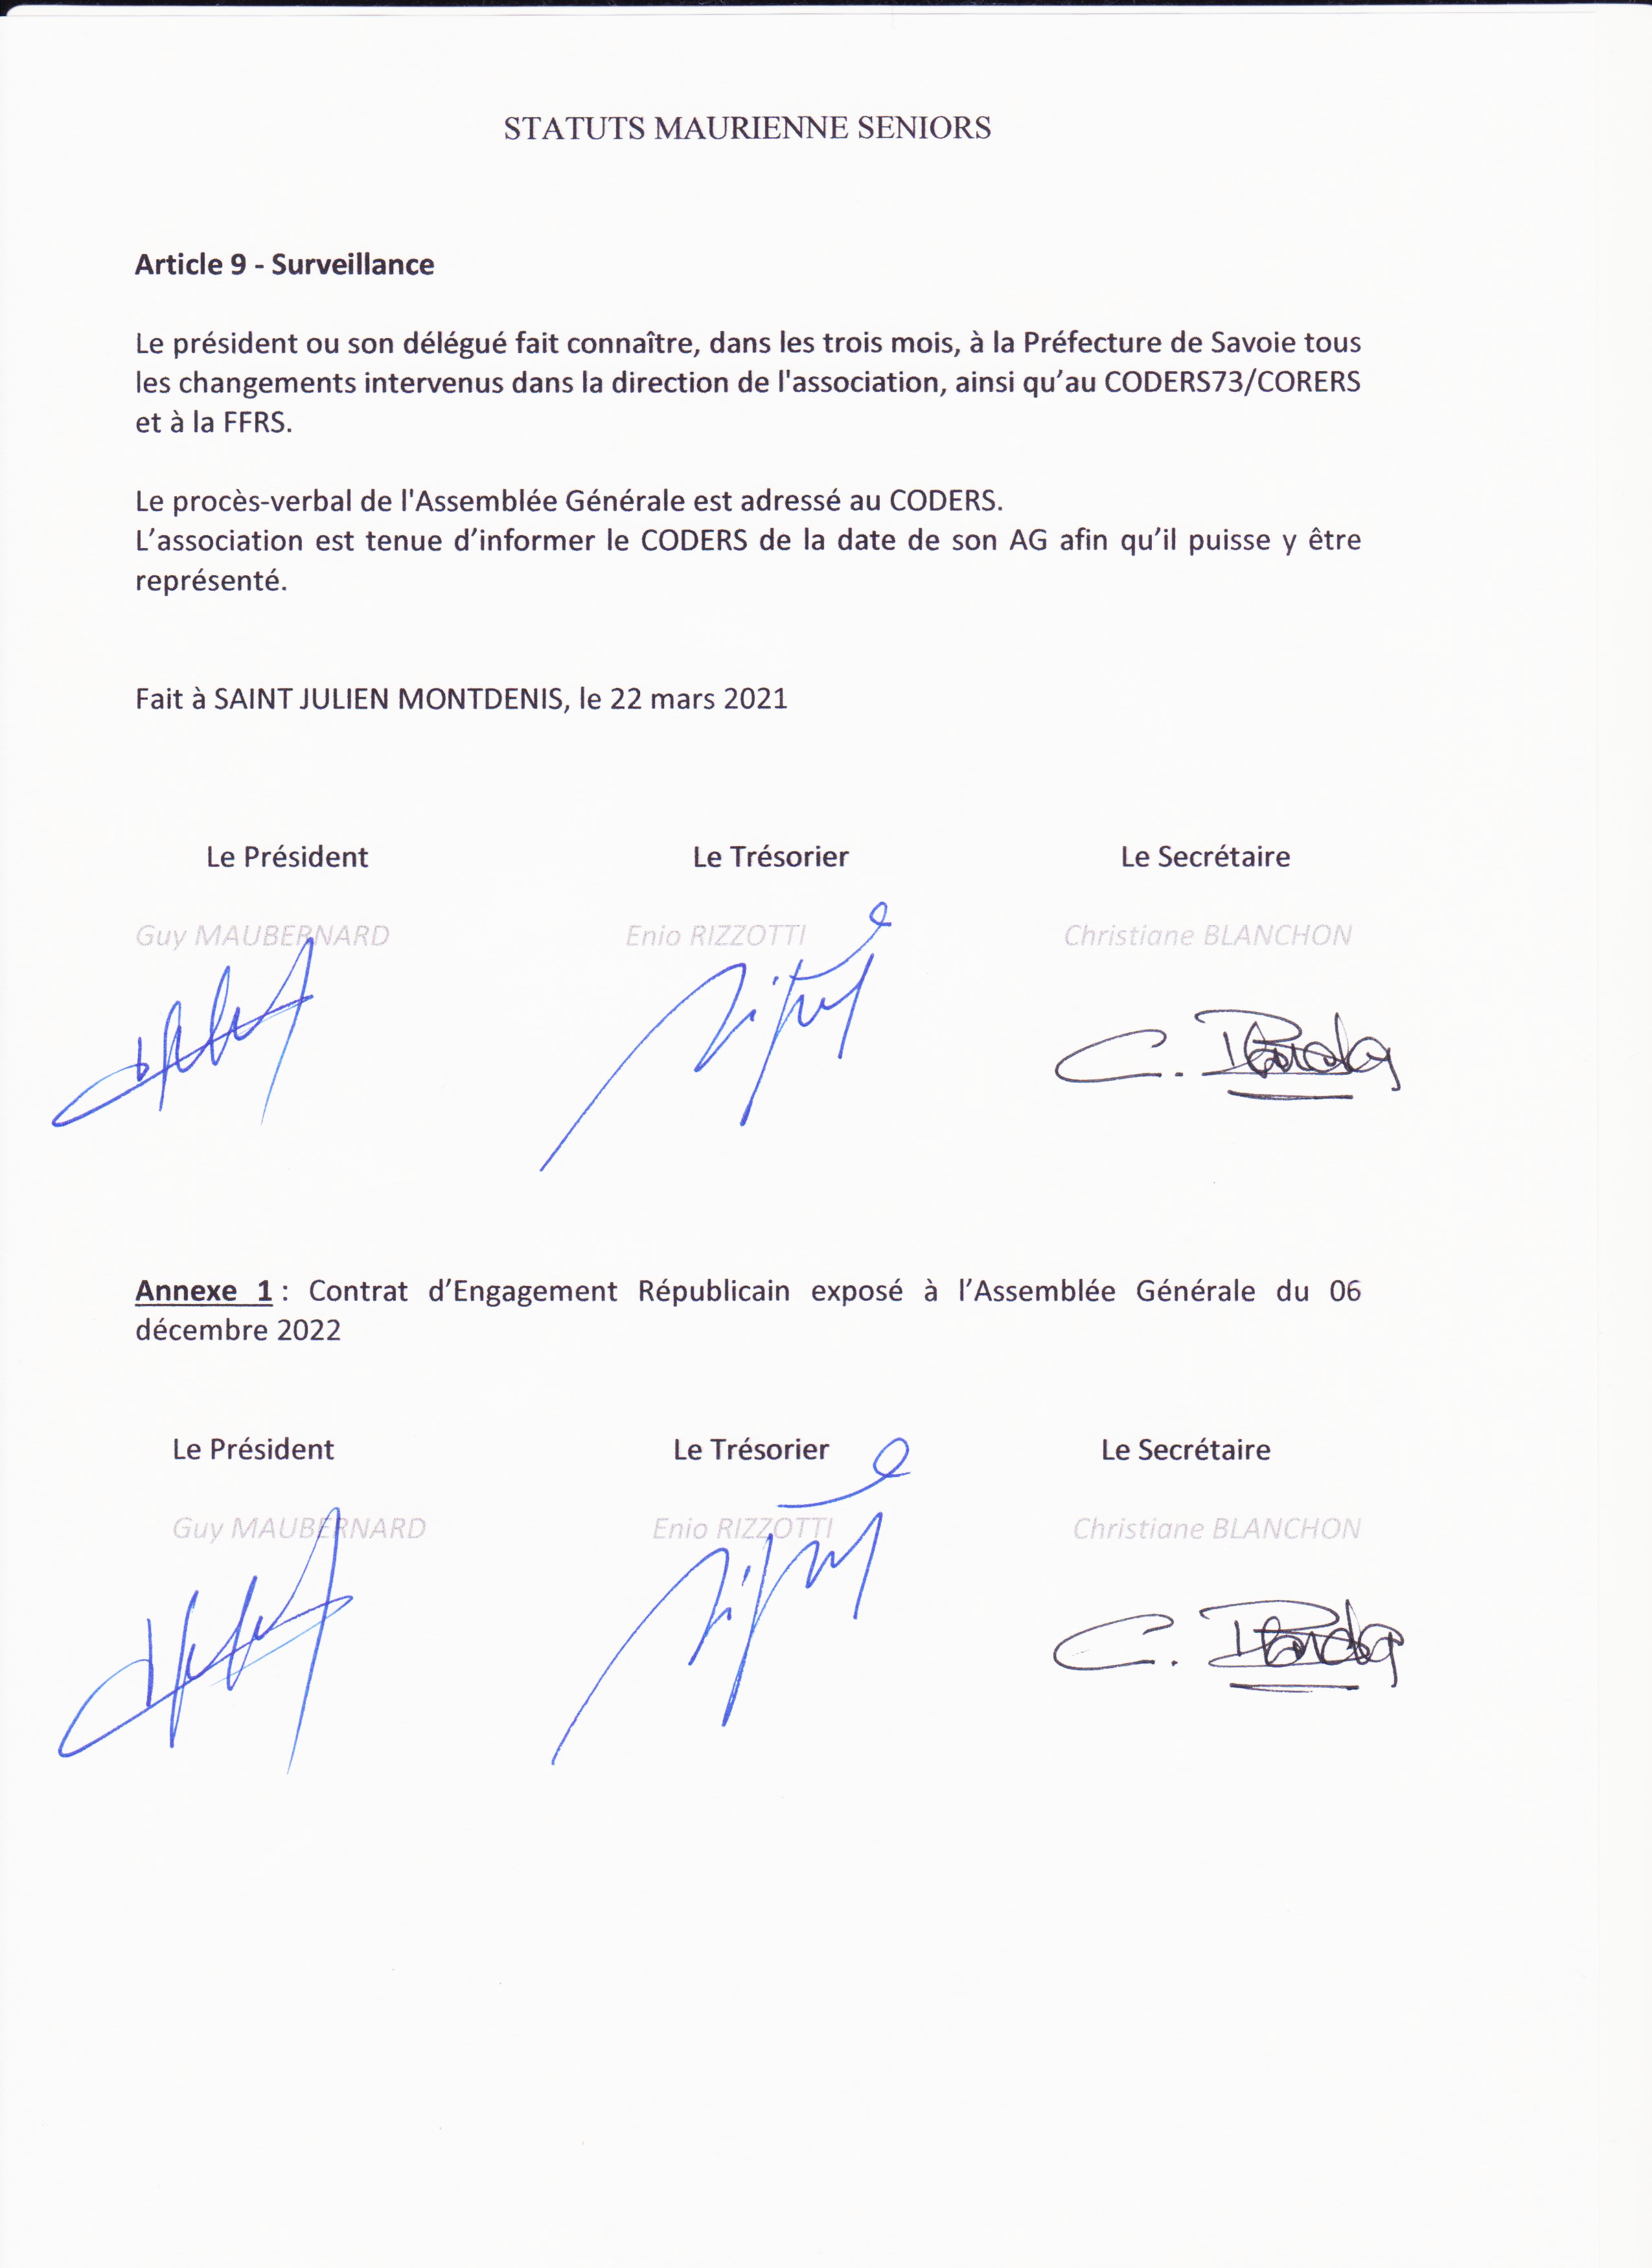 STATUTS MAURIENNE SENIORS
Article 9 - Surveillance
Le président ou son délégué fait connaître, dans les trois mois, à la Préfecture de Savoie tous
les changements intervenus dans la direction de l'association, ainsi qu’au CODERS73/CORERS
et à la FFRS.
Le procès-verbal de l'Assemblée Générale est adressé au CODERS.
L’association est tenue d’informer le CODERS de la date de son AG afin qu’il puisse y être
représenté.
Fait à SAINT JULIEN MONTDENIS, le 22 mars 2021
Le Président Le Trésorier Le Secrétaire
Guy MAUBERNARD Enio RIZZOTTI Christiane BLANCHON
Annexe 1 : Contrat d’Engagement Républicain exposé à l’Assemblée Générale du 06
décembre 2022
Le Président Le Trésorier Le Secrétaire
Guy MAUBERNARD Enio RIZZOTTI Christiane BLANCHON